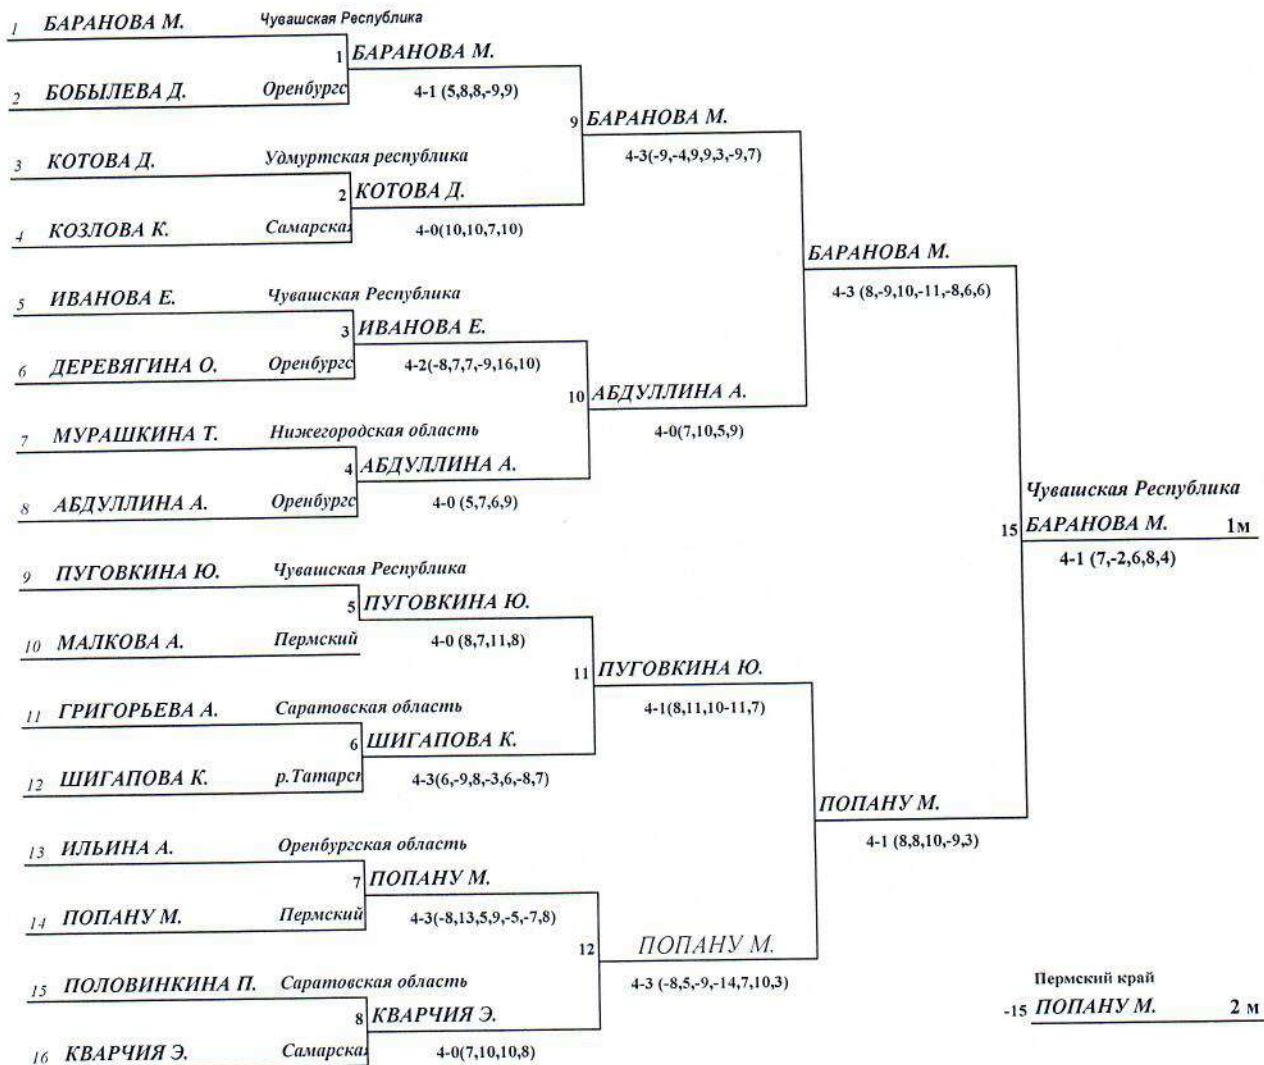 1 БАРАНОВА М. Чувашская Республика
1 БАРАНОВА М.
2 БОБЫЛЕВА Д. Оренбургс 4-1 (5,8,8,-9,9)
9 БАРАНОВА М.
3 КОТОВА Д. Удмуртская республика 4-3(-9,-4,9,9,3,-9,7)
2 КОТОВА Д.
4 КОЗЛОВА К. Самарская 4-0(10,10,7,10)
БАРАНОВА М.
5 ИВАНОВА Е. Чувашская Республика 4-3 (8,-9,10,-11,-8,6,6)
3 ИВАНОВА Е.
6 ДЕРЕВЯГИНА О. Оренбургс 4-2(-8,7,7,-9,16,10)
10 АБДУЛЛИНА А.
7 МУРАШКИНА Т. Нижегородская область 4-0(7,10,5,9)
4 АБДУЛЛИНА А.
8 АБДУЛЛИНА А. Оренбургс 4-0 (5,7,6,9)
Чувашская Республика
15 БАРАНОВА М. 1м
4-1 (7,-2,6,8,4)
9 ПУГОВКИНА Ю. Чувашская Республика
5 ПУГОВКИНА Ю.
10 МАЛКОВА А. Пермский 4-0 (8,7,11,8)
11 ПУГОВКИНА Ю.
11 ГРИГОРЬЕВА А. Саратовская область 4-1(8,11,10-11,7)
6 ШИГАПОВА К.
12 ШИГАПОВА К. р.Татарст 4-3(6,-9,8,-3,6,-8,7)
ПОПАНУ М.
13 ИЛЬИНА А. Оренбургская область 4-1 (8,8,10,-9,3)
7 ПОПАНУ М.
14 ПОПАНУ М. Пермский 4-3(-8,13,5,9,-5,-7,8)
12 ПОПАНУ М.
15 ПОЛОВИНКИНА П. Саратовская область 4-3 (-8,5,-9,-14,7,10,3)
Пермский край
8 КВАРЧИЯ Э. -15 ПОПАНУ М. 2 м
16 КВАРЧИЯ Э. Самарская 4-0(7,10,10,8)